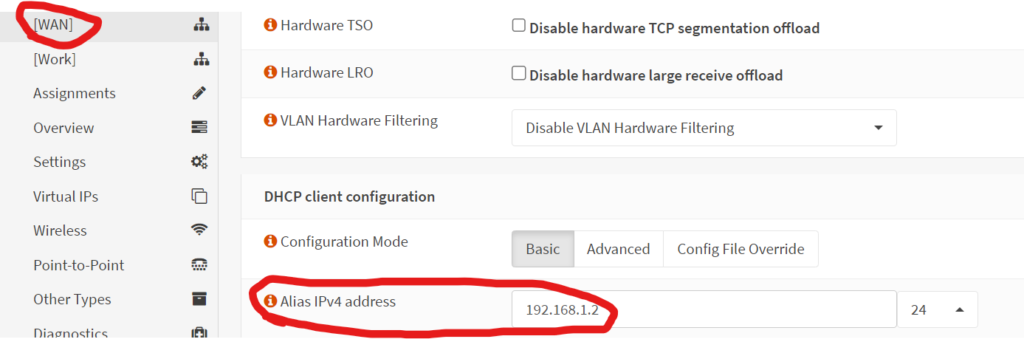 [WAN]
[Work]
Assignments
Overview
Settings
Virtual IPs
Wireless
Point-to-Point
Other Types
Diagnostics
Hardware TSO
Disable hardware TCP segmentation offload
Hardware LRO
Disable hardware large receive offload
VLAN Hardware Filtering
Disable VLAN Hardware Filtering
DHCP client configuration
Configuration Mode
Basic Advanced Config File Override
Alias IPv4 address
192.168.1.2 24